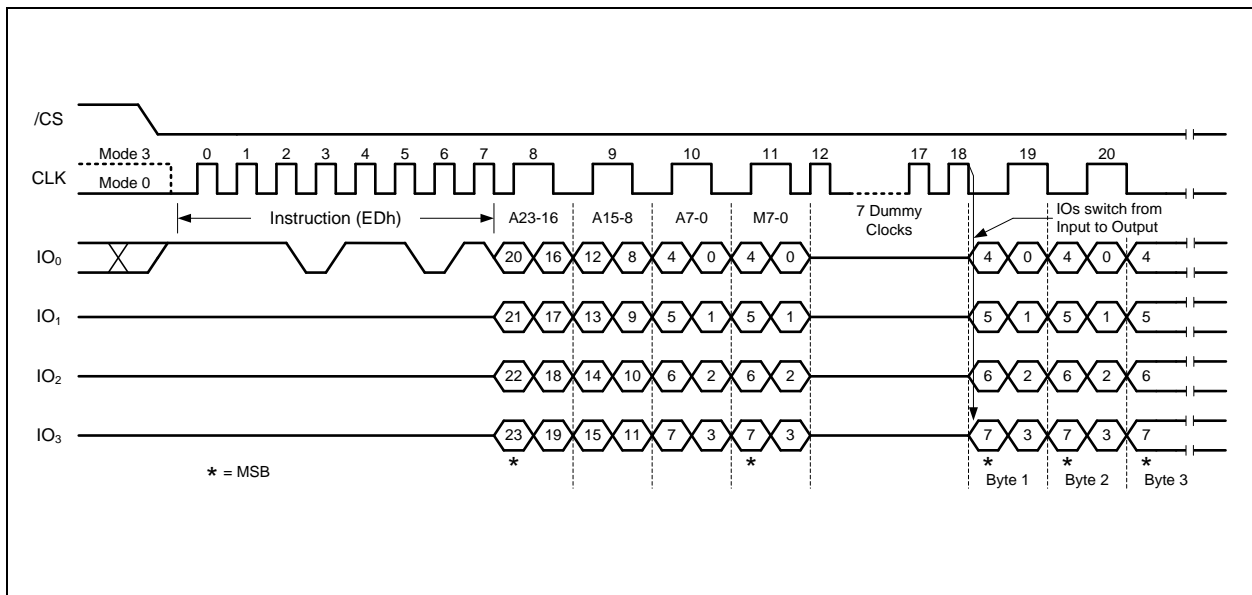 /CS
Mode 3 0 1 2 3 4 5 6 7 8 9 10 11 12 17 18 19 20
CLK Mode 0
Instruction (EDh) A23-16 A15-8 A7-0 M7-0 7 Dummy Clocks IOs switch from Input to Output
IO₀ 20 16 12 8 4 0 4 0 4 0 4 0 4
IO₁ 21 17 13 9 5 1 5 1 5 1 5 1 5
IO₂ 22 18 14 10 6 2 6 2 6 2 6 2 6
IO₃ 23 19 15 11 7 3 7 3 7 3 7 3 7
* * * * *
* = MSB
Byte 1 Byte 2 Byte 3